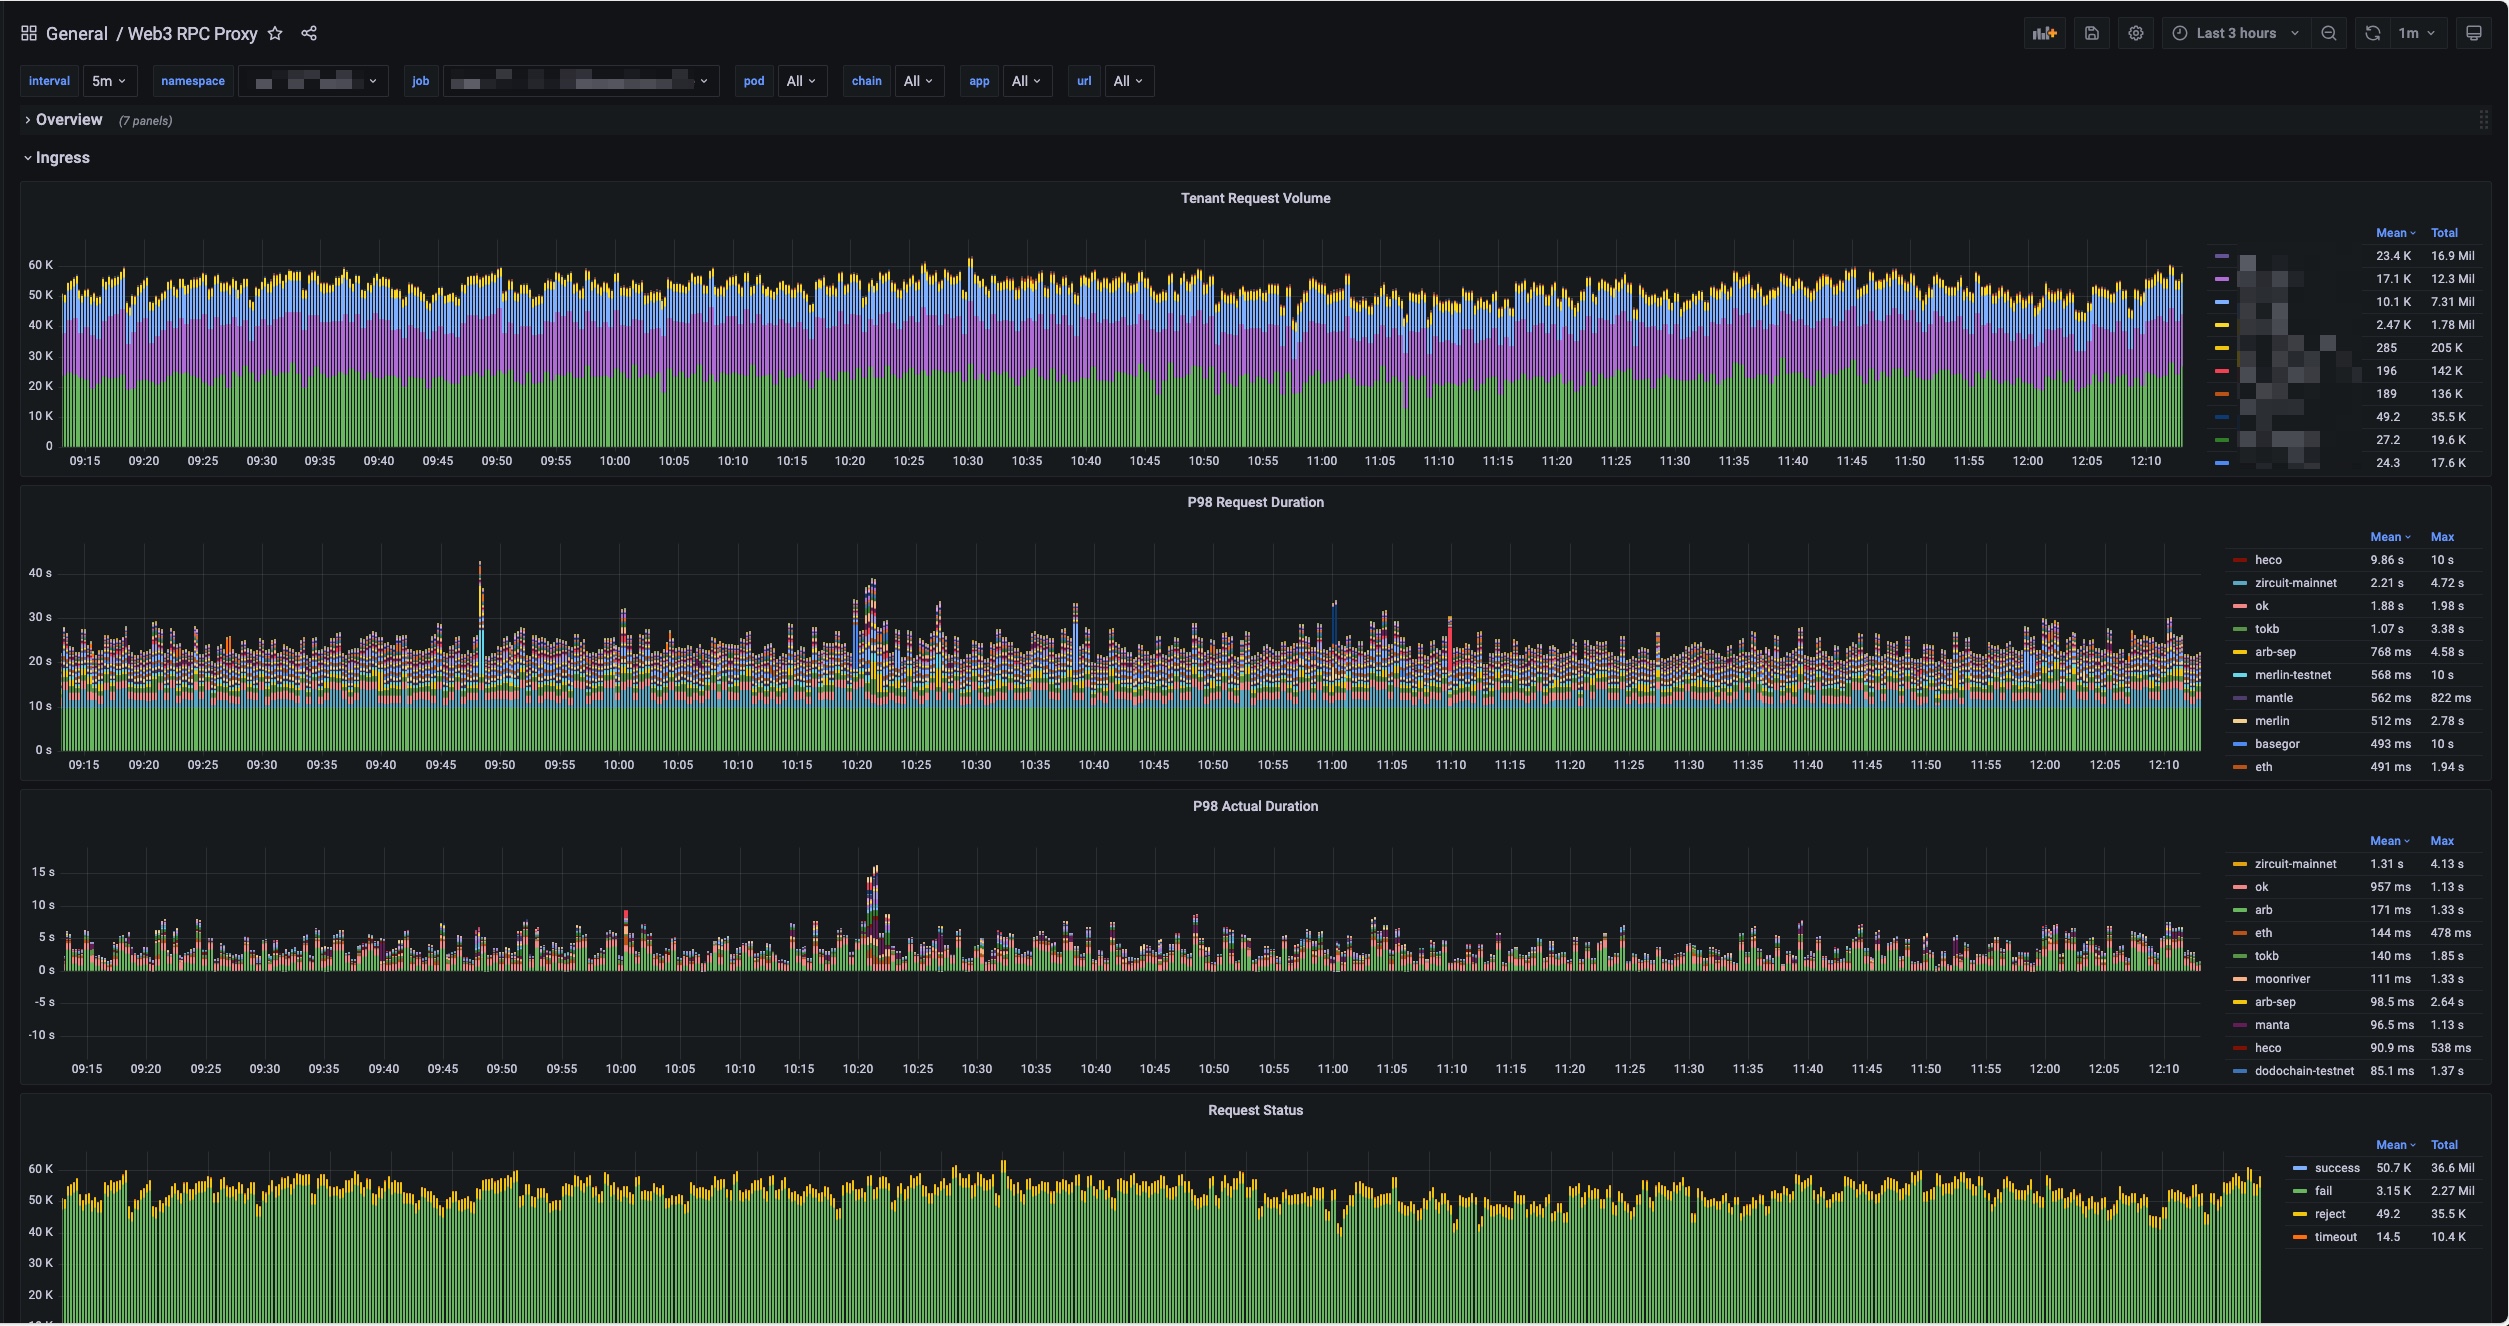 General / Web3 RPC Proxy
Last 3 hours
1m
interval 5m namespace job pod All chain All app All url All
Overview (7 panels)
Ingress
Tenant Request Volume
Mean Total
60 K
50 K
40 K
30 K
20 K
10 K
0
09:15 09:20 09:25 09:30 09:35 09:40 09:45 09:50 09:55 10:00 10:05 10:10 10:15 10:20 10:25 10:30 10:35 10:40 10:45 10:50 10:55 11:00 11:05 11:10 11:15 11:20 11:25 11:30 11:35 11:40 11:45 11:50 11:55 12:00 12:05 12:10
23.4 K 16.9 Mil
17.1 K 12.3 Mil
10.1 K 7.31 Mil
2.47 K 1.78 Mil
285 205 K
196 142 K
189 136 K
49.2 35.5 K
27.2 19.6 K
24.3 17.6 K
P98 Request Duration
Mean Max
40 s
30 s
20 s
10 s
0 s
09:15 09:20 09:25 09:30 09:35 09:40 09:45 09:50 09:55 10:00 10:05 10:10 10:15 10:20 10:25 10:30 10:35 10:40 10:45 10:50 10:55 11:00 11:05 11:10 11:15 11:20 11:25 11:30 11:35 11:40 11:45 11:50 11:55 12:00 12:05 12:10
heco 9.86 s 10 s
zircuit-mainnet 2.21 s 4.72 s
ok 1.88 s 1.98 s
tokb 1.07 s 3.38 s
arb-sep 768 ms 4.58 s
merlin-testnet 568 ms 10 s
mantle 562 ms 822 ms
merlin 512 ms 2.78 s
basegor 493 ms 10 s
eth 491 ms 1.94 s
P98 Actual Duration
Mean Max
15 s
10 s
5 s
0 s
-5 s
-10 s
09:15 09:20 09:25 09:30 09:35 09:40 09:45 09:50 09:55 10:00 10:05 10:10 10:15 10:20 10:25 10:30 10:35 10:40 10:45 10:50 10:55 11:00 11:05 11:10 11:15 11:20 11:25 11:30 11:35 11:40 11:45 11:50 11:55 12:00 12:05 12:10
zircuit-mainnet 1.31 s 4.13 s
ok 957 ms 1.13 s
arb 171 ms 1.33 s
eth 144 ms 478 ms
tokb 140 ms 1.85 s
moonriver 111 ms 1.33 s
arb-sep 98.5 ms 2.64 s
manta 96.5 ms 1.13 s
heco 90.9 ms 538 ms
dodochain-testnet 85.1 ms 1.37 s
Request Status
Mean Total
60 K
50 K
40 K
30 K
20 K
success 50.7 K 36.6 Mil
fail 3.15 K 2.27 Mil
reject 49.2 35.5 K
timeout 14.5 10.4 K